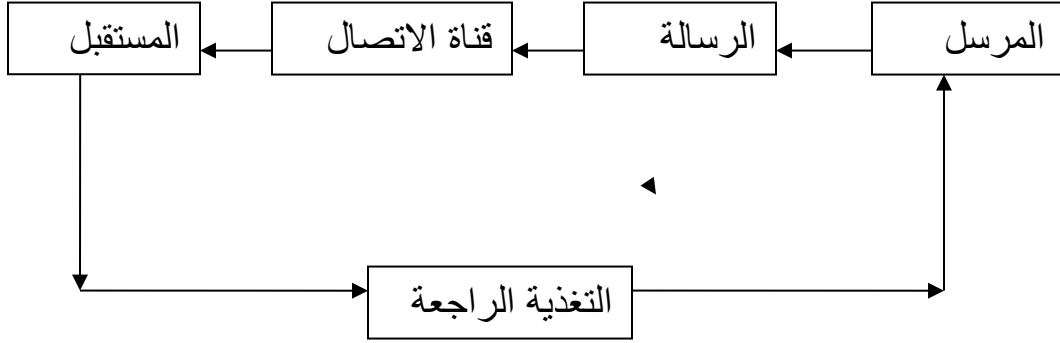 المرسل
الرسالة
قناة الاتصال
المستقبل
التغذية الراجعة